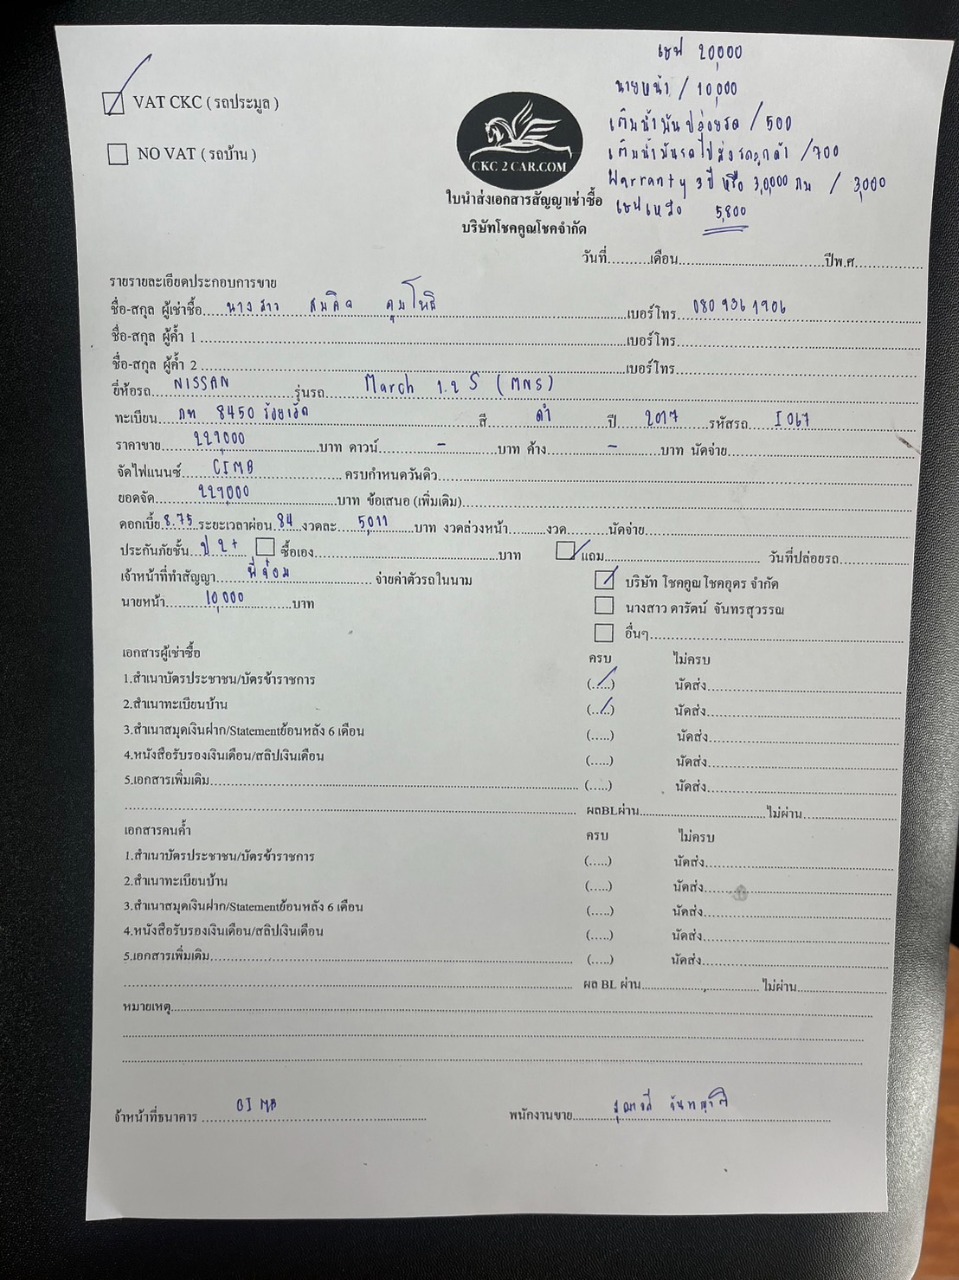 เซฟ 20,000
นายหน้า / 10,000
เติมน้ำมันปล่อยรถ / 500
เติมน้ำมันรถไปส่งรถลูกค้า / 700
Warranty 3 ปี หรือ 30,000 กม / 3,000
เซฟเหลือ 5,800
VAT CKC ( รถประมูล )
NO VAT ( รถบ้าน )
CKC 2 CAR.COM
ใบนำส่งเอกสารสัญญาเช่าซื้อ
บริษัทโชคคูณโชคจำกัด
วันที่..........เดือน..............................ปีพ.ศ..................
รายรายละเอียดประกอบการขาย
ชื่อ-สกุล ผู้เช่าซื้อ นางสาว สมคิด คุมโพธิ์ เบอร์โทร 080 9361906
ชื่อ-สกุล ผู้ค้ำ 1 ..............................เบอร์โทร..............................
ชื่อ-สกุล ผู้ค้ำ 2 ..............................เบอร์โทร..............................
ยี่ห้อรถ NISSAN รุ่นรถ March 1.2 S (MNS)
ทะเบียน กท 8450 ร้อยเอ็ด สี ดำ ปี 2017 รหัสรถ I067
ราคาขาย 229,000 บาท ดาวน์ - บาท ค้าง - บาท นัดจ่าย
จัดไฟแนนซ์ CIMB ครบกำหนดวันดิว
ยอดจัด 229,000 บาท ข้อเสนอ (เพิ่มเติม)
ดอกเบี้ย 8.75 ระยะเวลาผ่อน 84 งวดละ 5,011 บาท งวดล่วงหน้า..........งวด..........นัดจ่าย
ประกันภัยชั้น ป 2+ ซื้อเอง..............................บาท แถม.............................. วันที่ปล่อยรถ
เจ้าหน้าที่ทำสัญญา พี่จ๋อม จ่ายค่าตัวรถในนาม บริษัท โชคคูณโชคอุดร จำกัด
นายหน้า 10,000 บาท นางสาว ดารัตน์ จันทรสุวรรณ
อื่นๆ
เอกสารผู้เช่าซื้อ ครบ ไม่ครบ
1.สำเนาบัตรประชาชน/บัตรข้าราชการ (.....) นัดส่ง
2.สำเนาทะเบียนบ้าน (.....) นัดส่ง
3.สำเนาสมุดเงินฝาก/Statementย้อนหลัง 6 เดือน (.....) นัดส่ง
4.หนังสือรับรองเงินเดือน/สลิปเงินเดือน (.....) นัดส่ง
5.เอกสารเพิ่มเติม (.....) นัดส่ง
ผลBLผ่าน..............................ไม่ผ่าน
เอกสารคนค้ำ ครบ ไม่ครบ
1.สำเนาบัตรประชาชน/บัตรข้าราชการ (.....) นัดส่ง
2.สำเนาทะเบียนบ้าน (.....) นัดส่ง
3.สำเนาสมุดเงินฝาก/Statementย้อนหลัง 6 เดือน (.....) นัดส่ง
4.หนังสือรับรองเงินเดือน/สลิปเงินเดือน (.....) นัดส่ง
5.เอกสารเพิ่มเติม (.....) นัดส่ง
ผล BL ผ่าน..............................ไม่ผ่าน
หมายเหตุ
จ้าหน้าที่ธนาคาร CIMB พนักงานขาย